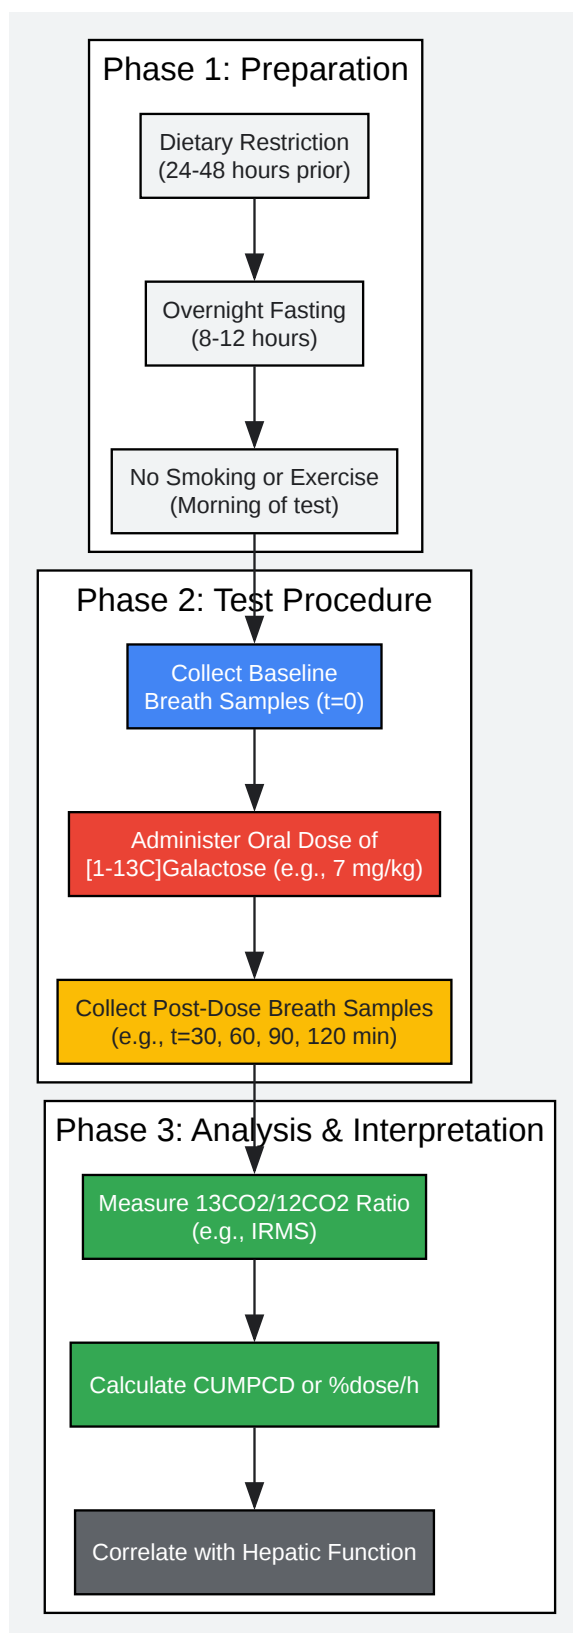 Phase 1: Preparation
Dietary Restriction
(24-48 hours prior)
Overnight Fasting
(8-12 hours)
No Smoking or Exercise
(Morning of test)
Phase 2: Test Procedure
Collect Baseline
Breath Samples (t=0)
Administer Oral Dose of
[1-13C]Galactose (e.g., 7 mg/kg)
Collect Post-Dose Breath Samples
(e.g., t=30, 60, 90, 120 min)
Phase 3: Analysis & Interpretation
Measure 13CO2/12CO2 Ratio
(e.g., IRMS)
Calculate CUMPCD or %dose/h
Correlate with Hepatic Function